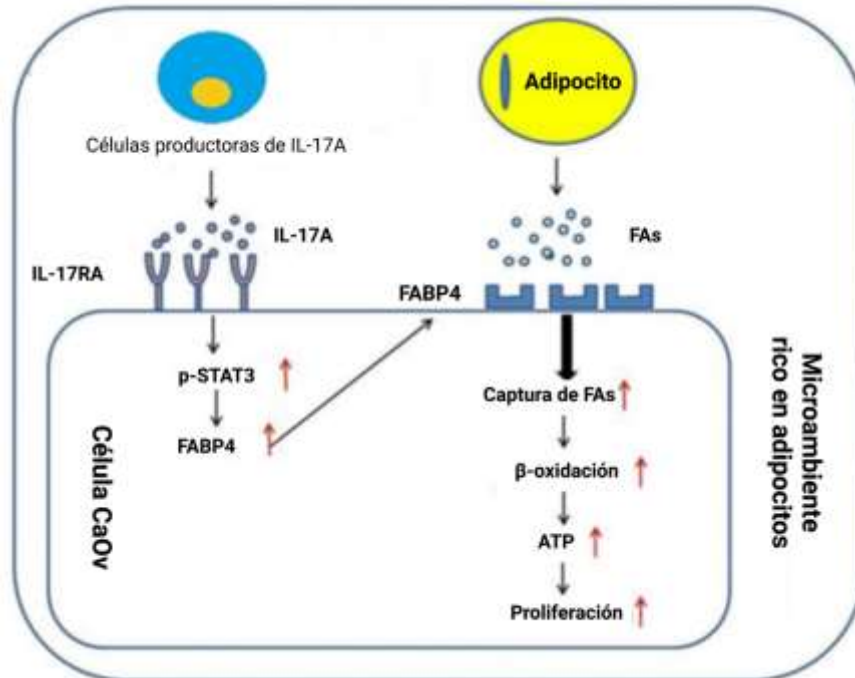 Adipocito
Células productoras de IL-17A
IL-17A
FAs
IL-17RA
FABP4
p-STAT3
Captura de FAs
FABP4
β-oxidación
ATP
Proliferación
Célula CaOv
Microambiente
rico en adipocitos